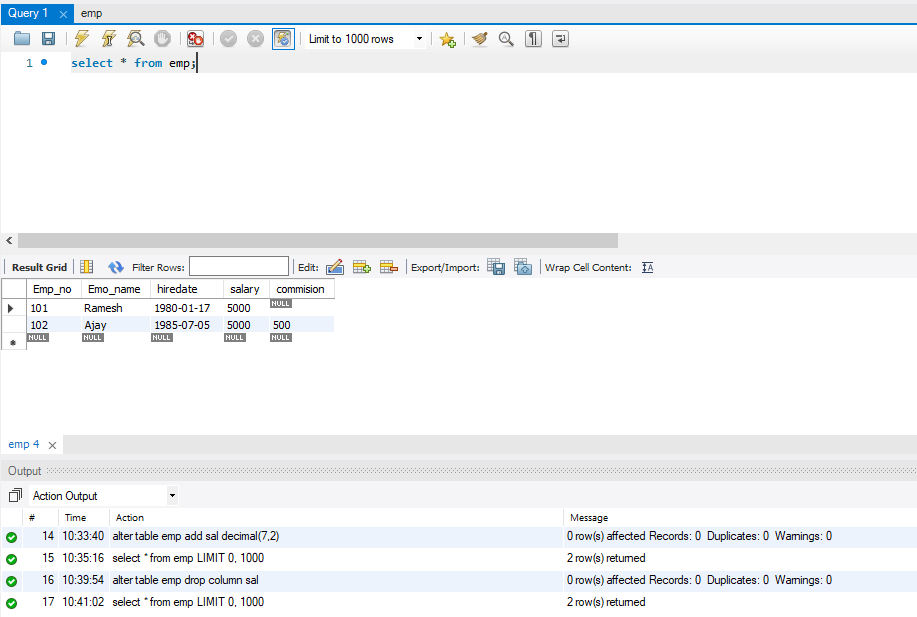 Query 1 emp
Limit to 1000 rows
1 select * from emp;
Result Grid Filter Rows: Edit: Export/Import: Wrap Cell Content:
Emp_no Emo_name hiredate salary commision
101 Ramesh 1980-01-17 5000 NULL
102 Ajay 1985-07-05 5000 500
NULL NULL NULL NULL NULL
emp 4
Output
Action Output
# Time Action Message
14 10:33:40 alter table emp add sal decimal(7,2) 0 row(s) affected Records: 0 Duplicates: 0 Warnings: 0
15 10:35:16 select * from emp LIMIT 0, 1000 2 row(s) returned
16 10:39:54 alter table emp drop column sal 0 row(s) affected Records: 0 Duplicates: 0 Warnings: 0
17 10:41:02 select * from emp LIMIT 0, 1000 2 row(s) returned